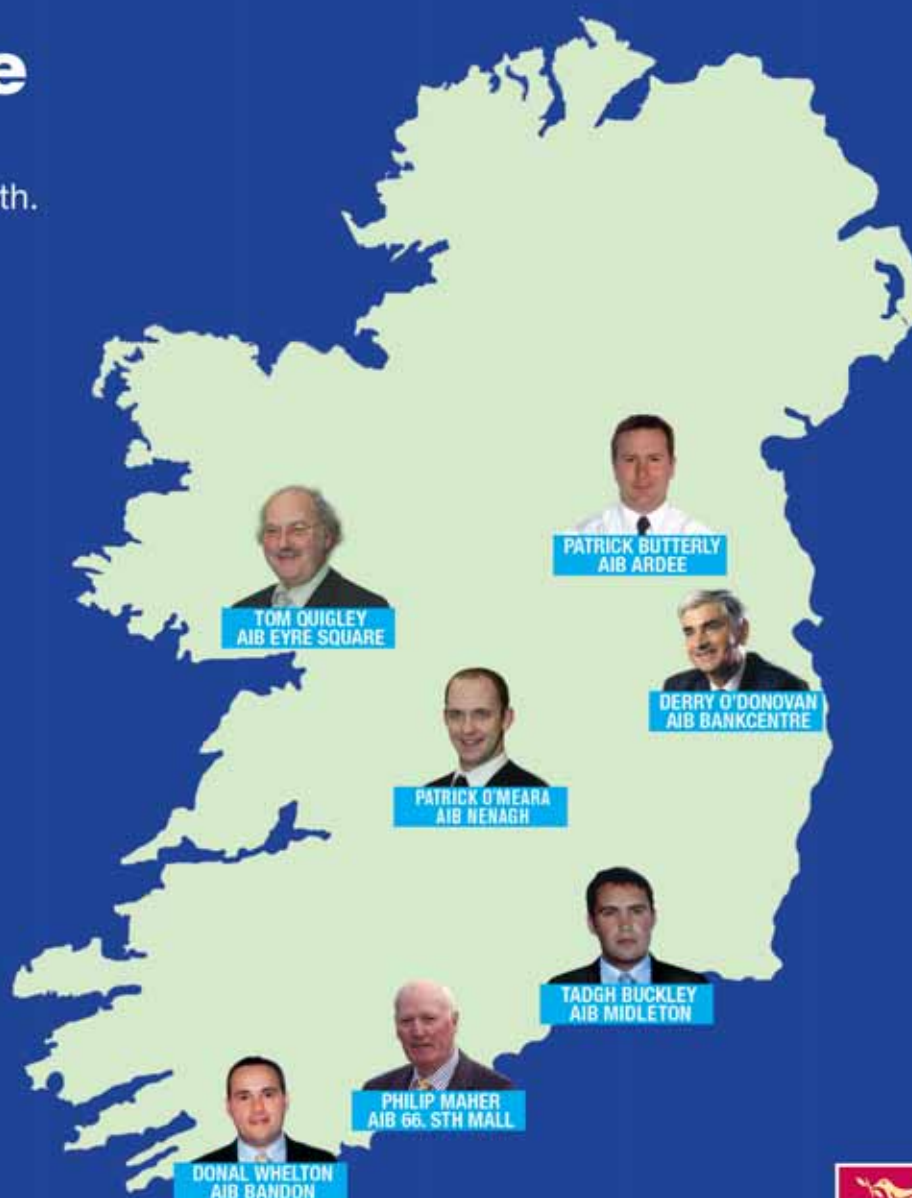 e
th.
PATRICK BUTTERLY
AIB ARDEE
TOM QUIGLEY
AIB EYRE SQUARE
DERRY O'DONOVAN
AIB BANKCENTRE
PATRICK O'MEARA
AIB NENAGH
TADGH BUCKLEY
AIB MIDLETON
PHILIP MAHER
AIB 66. STH MALL
DONAL WHELTON
AIB BANDON